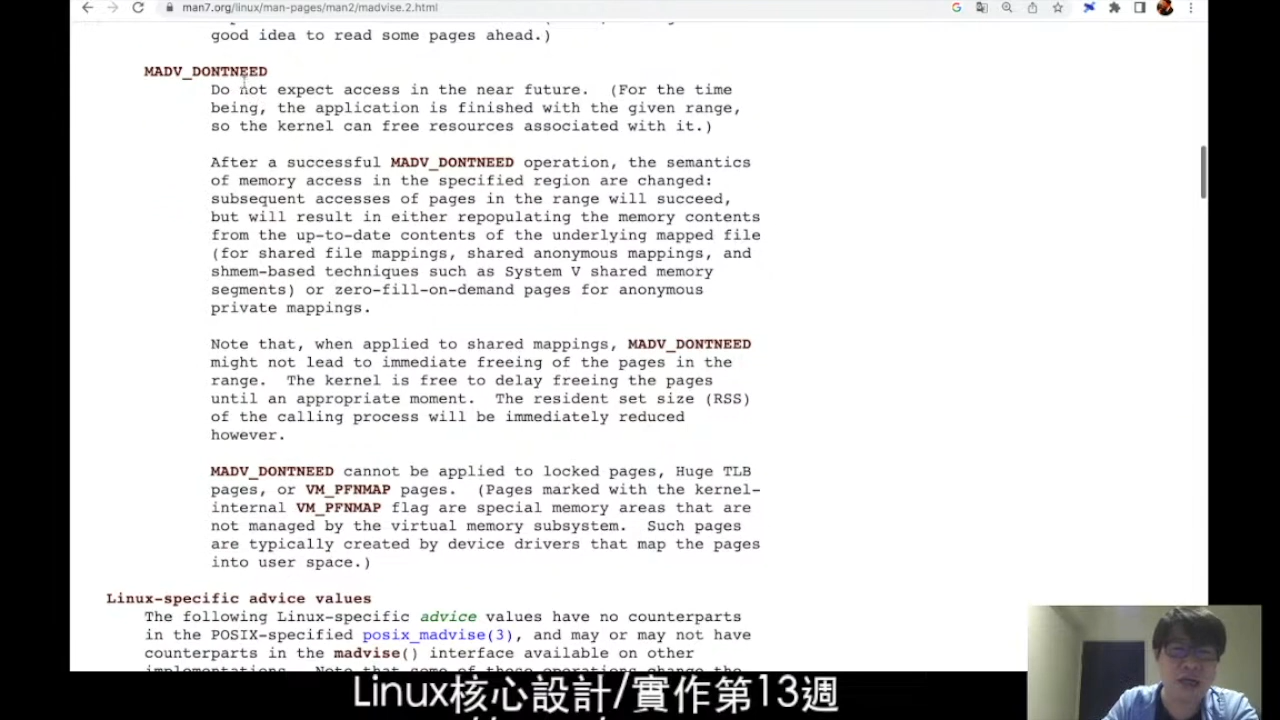 man7.org/linux/man-pages/man2/madvise.2.html
good idea to read some pages ahead.)
MADV_DONTNEED
Do not expect access in the near future.  (For the time
being, the application is finished with the given range,
so the kernel can free resources associated with it.)
After a successful MADV_DONTNEED operation, the semantics
of memory access in the specified region are changed:
subsequent accesses of pages in the range will succeed,
but will result in either repopulating the memory contents
from the up-to-date contents of the underlying mapped file
(for shared file mappings, shared anonymous mappings, and
shmem-based techniques such as System V shared memory
segments) or zero-fill-on-demand pages for anonymous
private mappings.
Note that, when applied to shared mappings, MADV_DONTNEED
might not lead to immediate freeing of the pages in the
range.  The kernel is free to delay freeing the pages
until an appropriate moment.  The resident set size (RSS)
of the calling process will be immediately reduced
however.
MADV_DONTNEED cannot be applied to locked pages, Huge TLB
pages, or VM_PFNMAP pages.  (Pages marked with the kernel-
internal VM_PFNMAP flag are special memory areas that are
not managed by the virtual memory subsystem.  Such pages
are typically created by device drivers that map the pages
into user space.)
Linux-specific advice values
The following Linux-specific advice values have no counterparts
in the POSIX-specified posix_madvise(3), and may or may not have
counterparts in the madvise() interface available on other
implementations.  Note that some of these operations change the
Linux核心設計/實作第13週